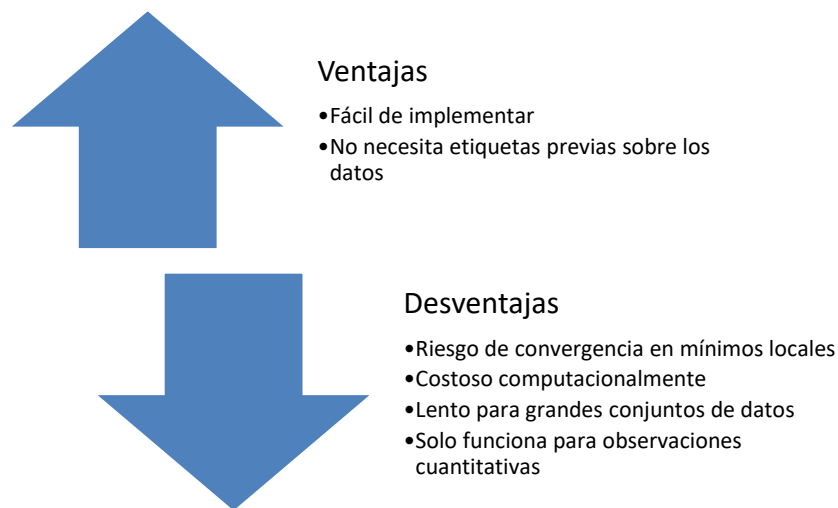 Ventajas
•Fácil de implementar
•No necesita etiquetas previas sobre los
datos
Desventajas
•Riesgo de convergencia en mínimos locales
•Costoso computacionalmente
•Lento para grandes conjuntos de datos
•Solo funciona para observaciones
cuantitativas